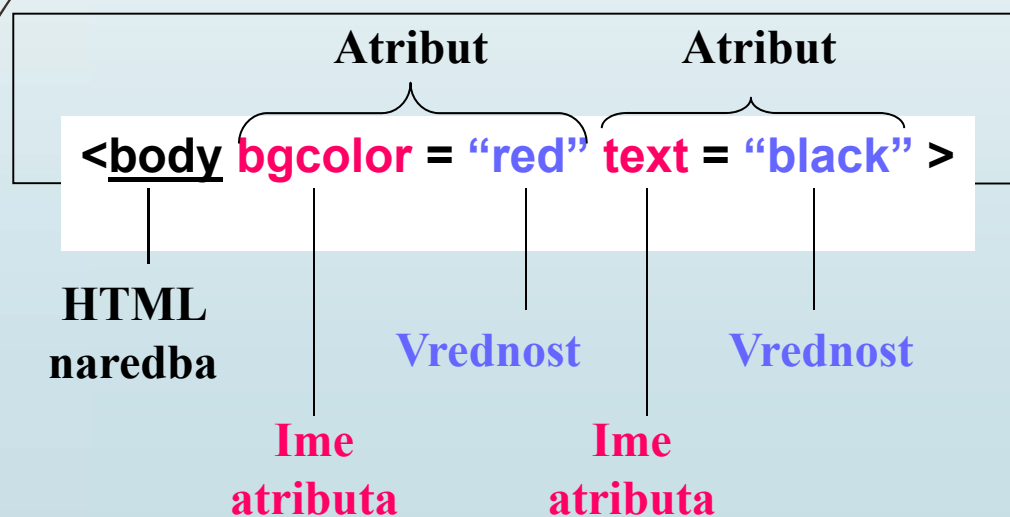 Atribut Atribut
<body bgcolor = “red” text = “black” >
HTML
naredba
Vrednost Vrednost
Ime Ime
atributa atributa